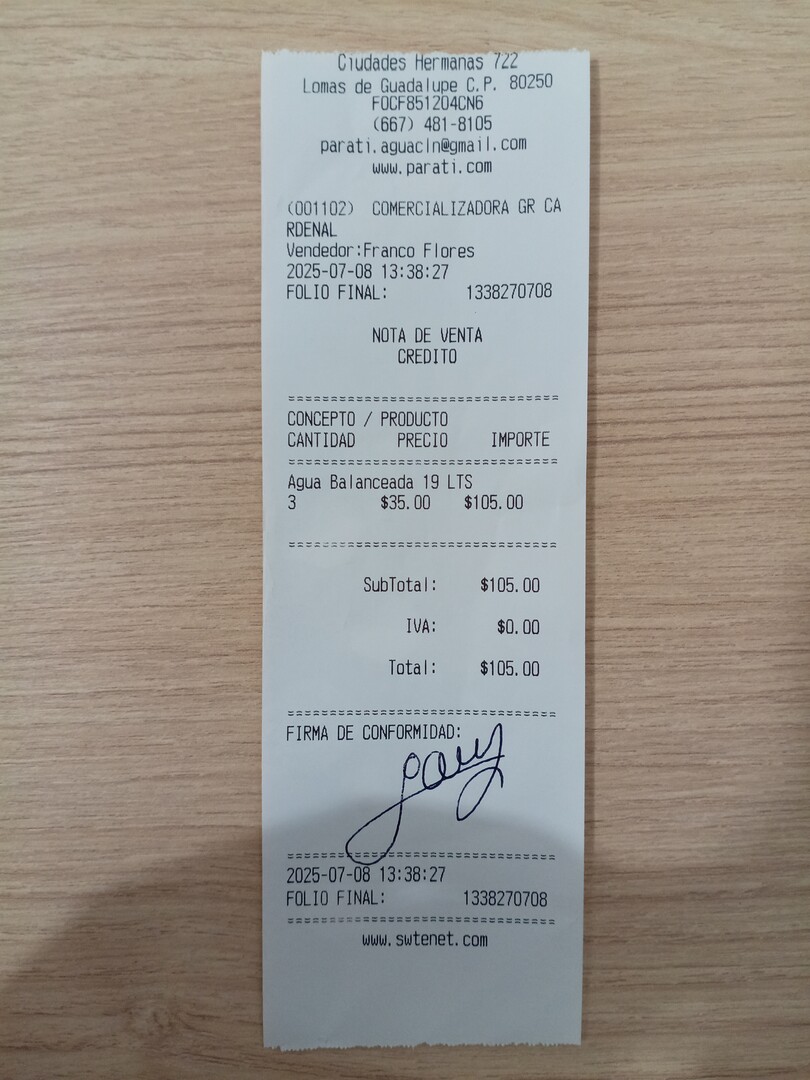 Ciudades Hermanas 722
Lomas de Guadalupe C.P. 80250
FOCF851204CN6
(667) 481-8105
parati.aguacln@gmail.com
www.parati.com
(001102) COMERCIALIZADORA GR CA
RDENAL
Vendedor:Franco Flores
2025-07-08 13:38:27
FOLIO FINAL: 1338270708
NOTA DE VENTA
CREDITO
================================
CONCEPTO / PRODUCTO
CANTIDAD PRECIO IMPORTE
================================
Agua Balanceada 19 LTS
3 $35.00 $105.00
================================
SubTotal: $105.00
IVA: $0.00
Total: $105.00
================================
FIRMA DE CONFORMIDAD:
================================
2025-07-08 13:38:27
FOLIO FINAL: 1338270708
================================
www.swtenet.com